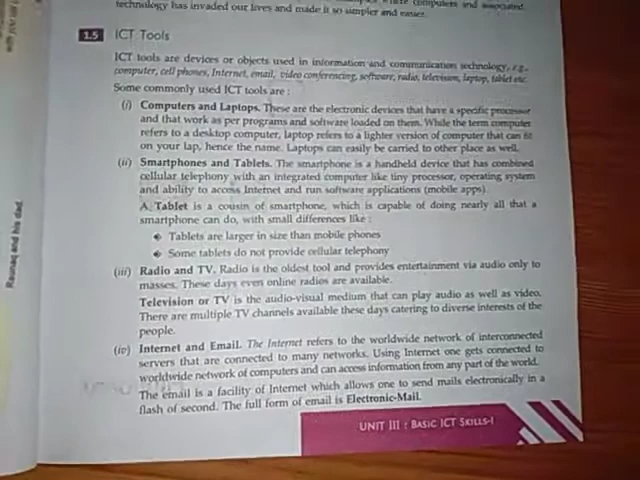 technology has invaded our lives and made it so simpler and easier.
1.5 ICT Tools
ICT tools are devices or objects used in information and communication technology, e.g.,
computer, cell phones, Internet, email, video conferencing, software, radio, television, laptop, tablet etc.
Some commonly used ICT tools are :
(i) Computers and Laptops. These are the electronic devices that have a specific processor
and that work as per programs and software loaded on them. While the term computer
refers to a desktop computer, laptop refers to a lighter version of computer that can fit
on your lap, hence the name. Laptops can easily be carried to other place as well.
(ii) Smartphones and Tablets. The smartphone is a handheld device that has combined
cellular telephony with an integrated computer like tiny processor, operating system
and ability to access Internet and run software applications (mobile apps)
A Tablet is a cousin of smartphone, which is capable of doing nearly all that a
smartphone can do, with small differences like :
Tablets are larger in size than mobile phones
Some tablets do not provide cellular telephony
(iii) Radio and TV. Radio is the oldest tool and provides entertainment via audio only to
masses. These days even online radios are available.
Television or TV is the audio-visual medium that can play audio as well as video.
There are multiple TV channels available these days catering to diverse interests of the
people.
(iv) Internet and Email. The Internet refers to the worldwide network of interconnected
servers that are connected to many networks. Using Internet one gets connected to
worldwide network of computers and can access information from any part of the world.
The email is a facility of Internet which allows one to send mails electronically in a
flash of second. The full form of email is Electronic-Mail.
UNIT III : BASIC ICT SKILLS-I
Raunaq and his dad